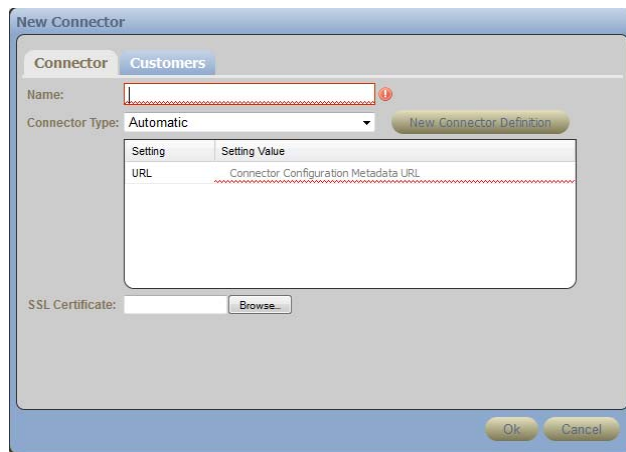 New Connector
Connector Customers
Name:
Connector Type: Automatic New Connector Definition
Setting Setting Value
URL Connector Configuration Metadata URL
SSL Certificate: Browse...
Ok Cancel